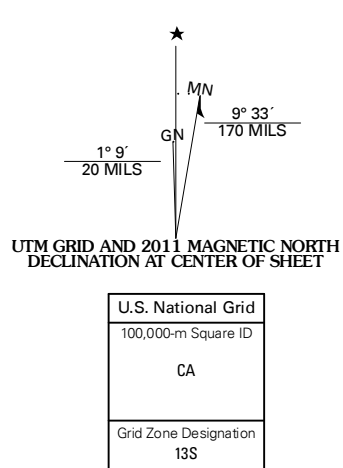 ★
MN
9° 33´
170 MILS
GN
1° 9´
20 MILS
UTM GRID AND 2011 MAGNETIC NORTH
DECLINATION AT CENTER OF SHEET
U.S. National Grid
100,000-m Square ID
CA
Grid Zone Designation
13S